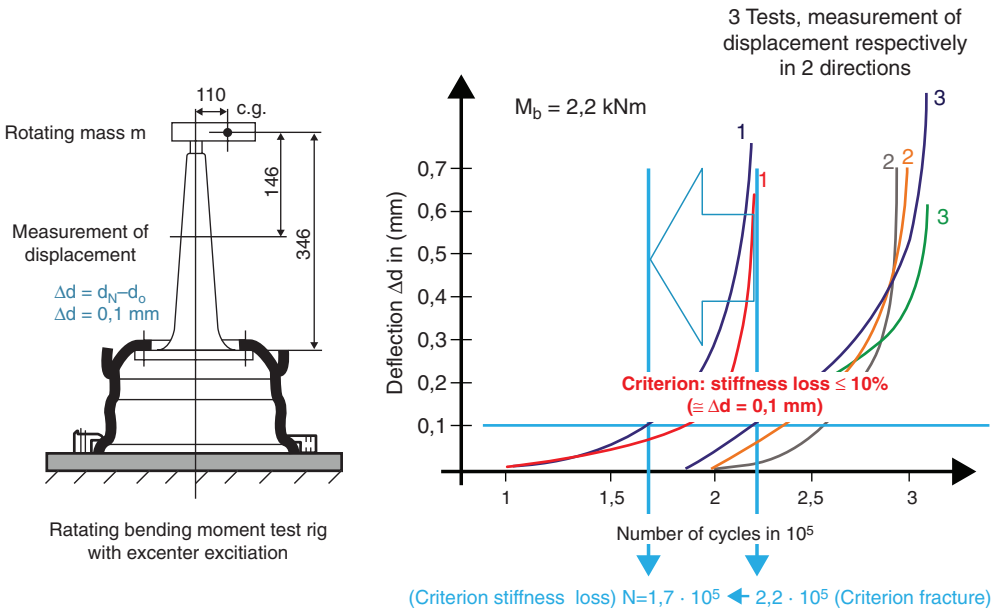 3 Tests, measurement of
displacement respectively
in 2 directions
110
c.g.
Rotating mass m
146
346
Measurement of
displacement
Δd = d_N–d_o
Δd = 0,1 mm
Ratating bending moment test rig
with excenter excitiation
M_b = 2,2 kNm
Deflection Δd in (mm)
0,7
0,6
0,5
0,4
0,3
0,2
0,1
1
1
2
2
3
3
Criterion: stiffness loss ≤ 10%
(≅ Δd = 0,1 mm)
1
1,5
2
2,5
3
Number of cycles in 10⁵
(Criterion stiffness loss) N=1,7 · 10⁵ ← 2,2 · 10⁵ (Criterion fracture)